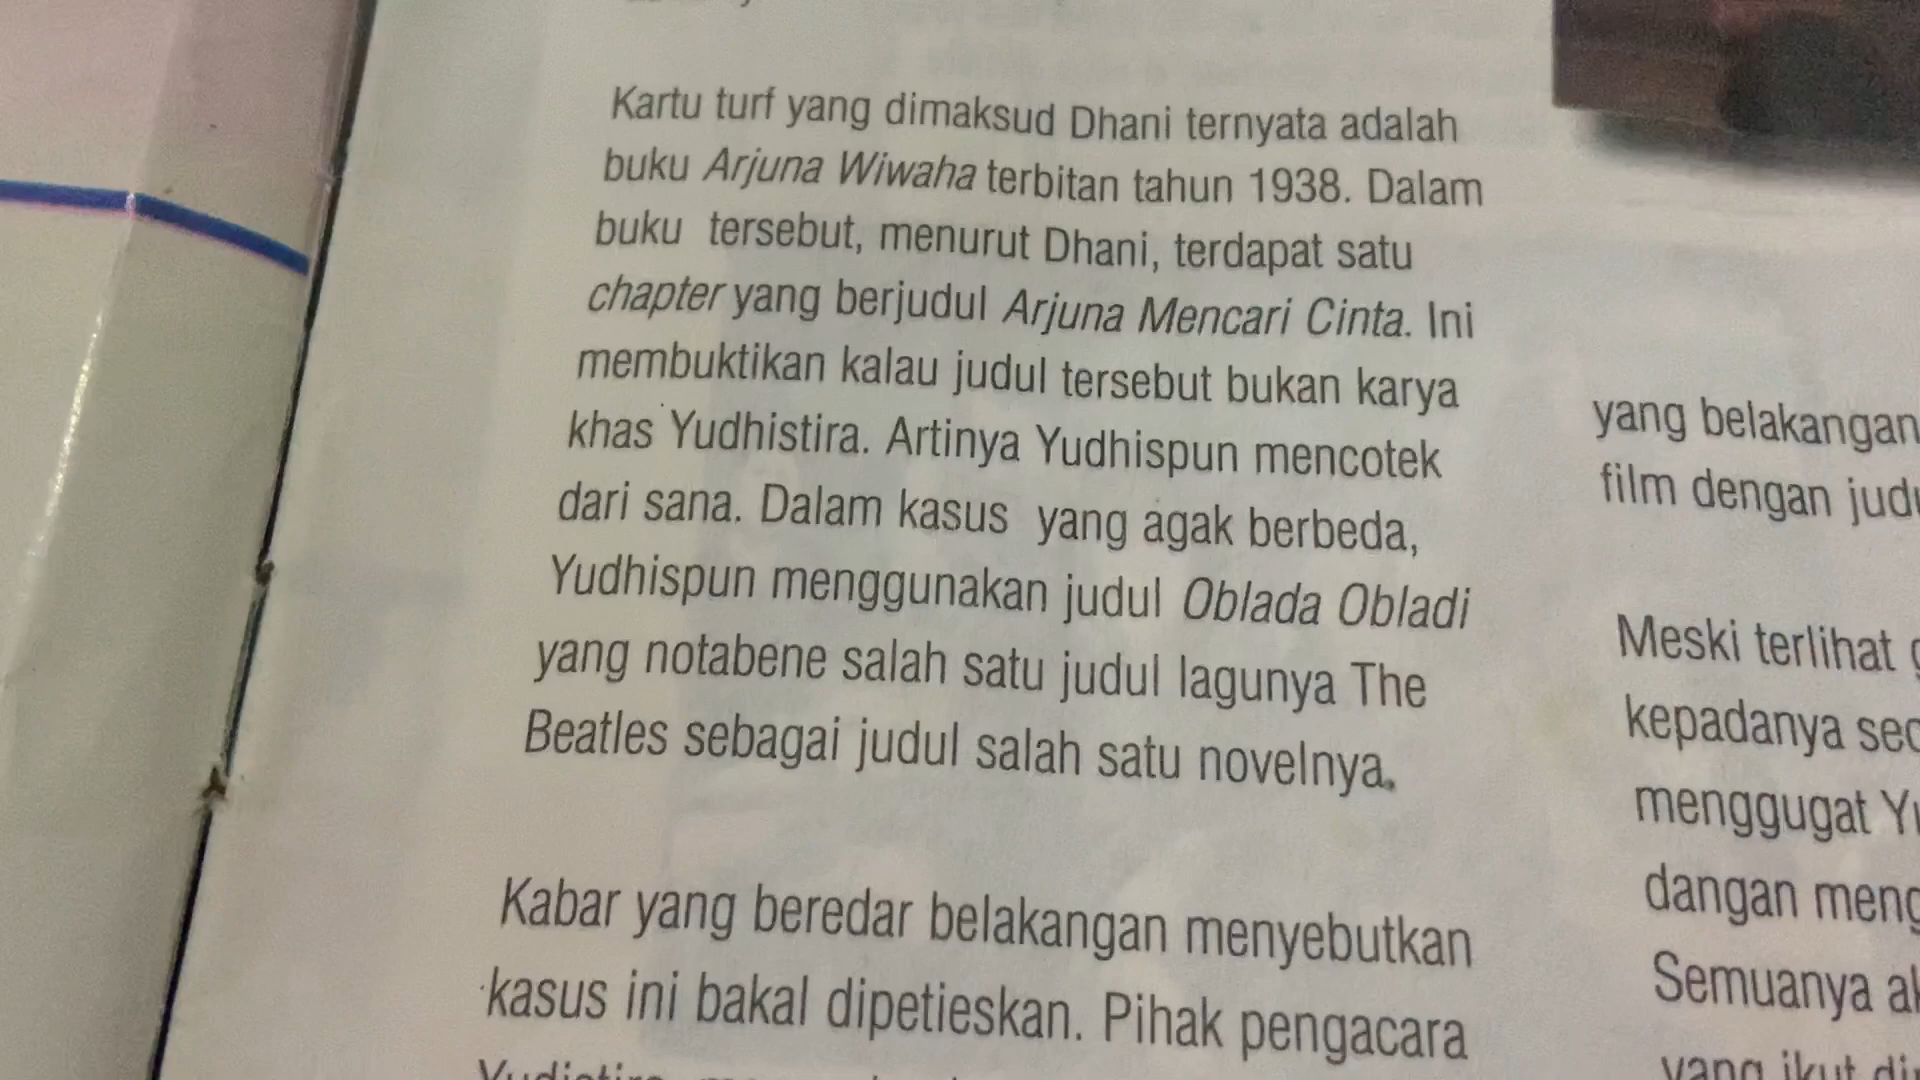 Kartu turf yang dimaksud Dhani ternyata adalah
buku Arjuna Wiwaha terbitan tahun 1938. Dalam
buku tersebut, menurut Dhani, terdapat satu
chapter yang berjudul Arjuna Mencari Cinta. Ini
membuktikan kalau judul tersebut bukan karya
khas Yudhistira. Artinya Yudhispun mencotek
dari sana. Dalam kasus yang agak berbeda,
Yudhispun menggunakan judul Oblada Obladi
yang notabene salah satu judul lagunya The
Beatles sebagai judul salah satu novelnya.
Kabar yang beredar belakangan menyebutkan
kasus ini bakal dipetieskan. Pihak pengacara
yang belakangan
film dengan
Meski terlihat
kepadanya
menggugat
dangan
Semuanya
yang ikut